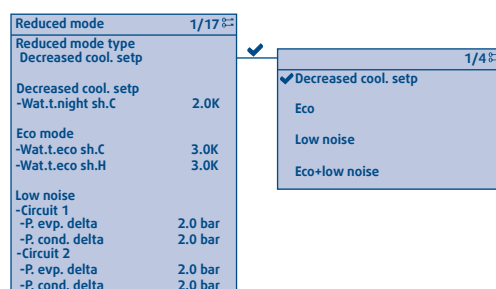 Reduced mode 1/17
Reduced mode type
Decreased cool. setp
Decreased cool. setp
-Wat.t.night sh.C 2.0K
Eco mode
-Wat.t.eco sh.C 3.0K
-Wat.t.eco sh.H 3.0K
Low noise
-Circuit 1
-P. evp. delta 2.0 bar
-P. cond. delta 2.0 bar
-Circuit 2
-P. evp. delta 2.0 bar
-P. cond. delta 2.0 bar
1/4
Decreased cool. setp
Eco
Low noise
Eco+low noise